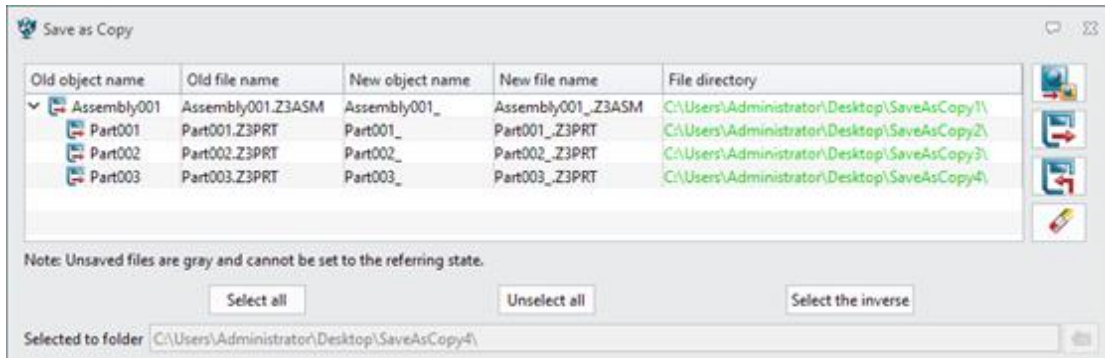 Save as Copy
Old object name Old file name New object name New file name File directory
Assembly001 Assembly001.Z3ASM Assembly001_ Assembly001_.Z3ASM C:\Users\Administrator\Desktop\SaveAsCopy1\
Part001 Part001.Z3PRT Part001_ Part001_.Z3PRT C:\Users\Administrator\Desktop\SaveAsCopy2\
Part002 Part002.Z3PRT Part002_ Part002_.Z3PRT C:\Users\Administrator\Desktop\SaveAsCopy3\
Part003 Part003.Z3PRT Part003_ Part003_.Z3PRT C:\Users\Administrator\Desktop\SaveAsCopy4\
Note: Unsaved files are gray and cannot be set to the referring state.
Select all Unselect all Select the inverse
Selected to folder C:\Users\Administrator\Desktop\SaveAsCopy4\